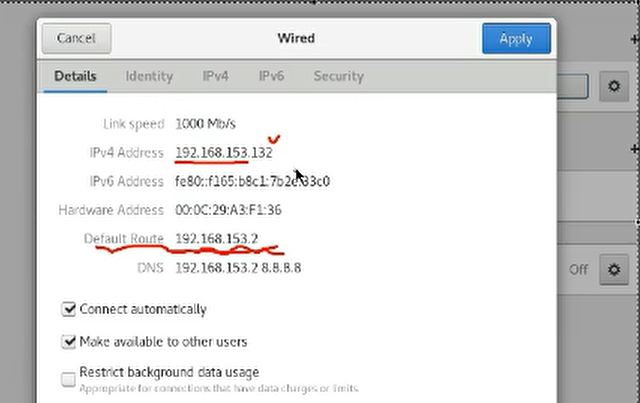 Cancel Wired Apply
Details Identity IPv4 IPv6 Security
Link speed 1000 Mb/s
IPv4 Address 192.168.153.132
IPv6 Address fe80::f165:b8c1:7b2e:33c0
Hardware Address 00:0C:29:A3:F1:36
Default Route 192.168.153.2
DNS 192.168.153.2 8.8.8.8
Off
Connect automatically
Make available to other users
Restrict background data usage
Appropriate for connections that have data charges or limits